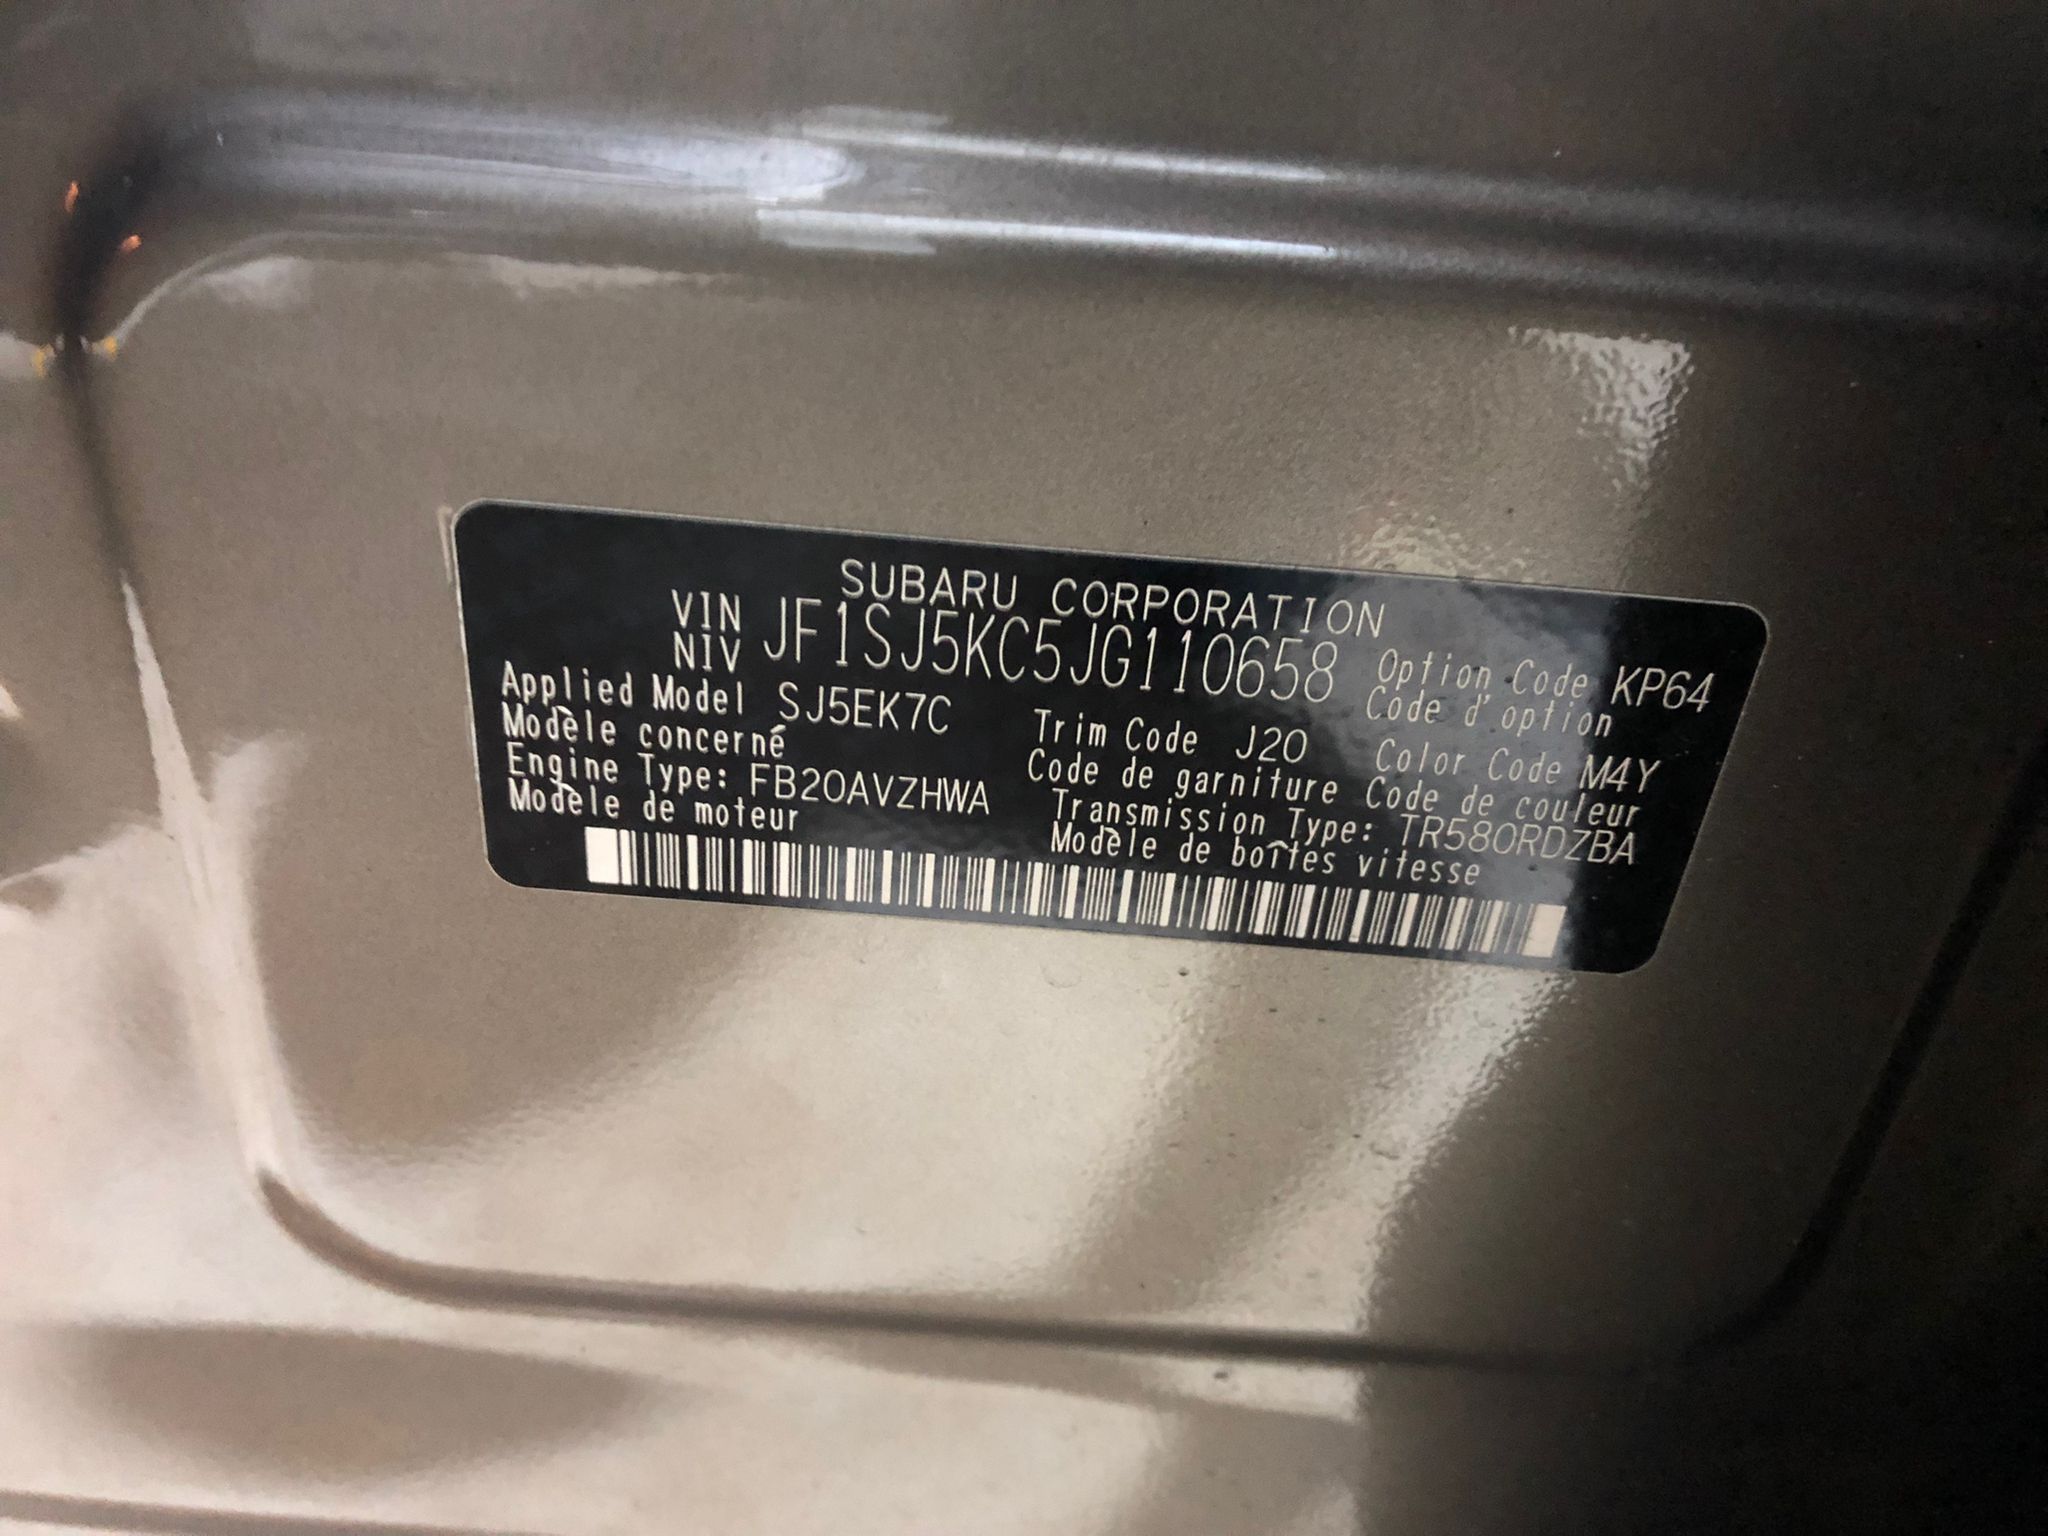 SUBARU CORPORATION
VIN
NIV JF1SJ5KC5JG110658
Option Code KP64
Code d'option
Applied Model SJ5EK7C
Modèle concerné
Trim Code J20
Code de garniture
Color Code M4Y
Code de couleur
Engine Type: FB20AVZHWA
Modèle de moteur
Transmission Type: TR580RDZBA
Modèle de boîtes vitesse